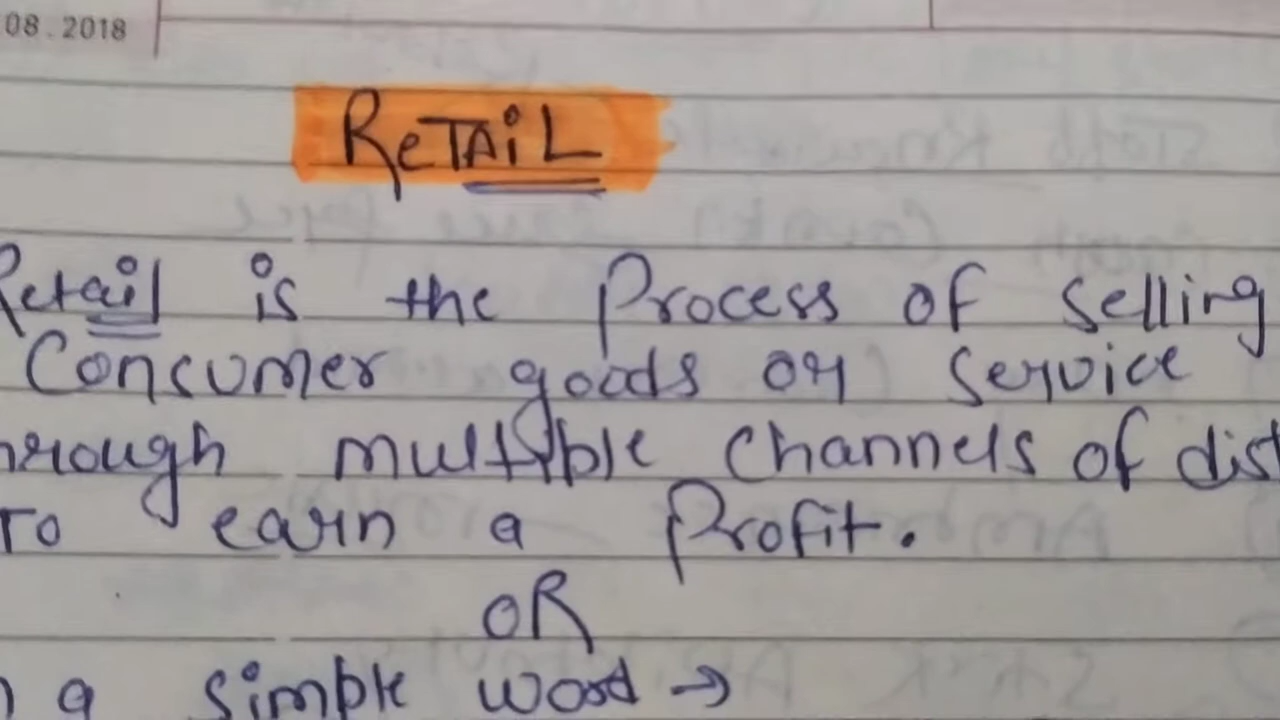 08.2018
ReTAiL
Retail is the Process of selling
Consumer goods or service
through multiple channels of dist
To earn a Profit.
OR
a simple word →